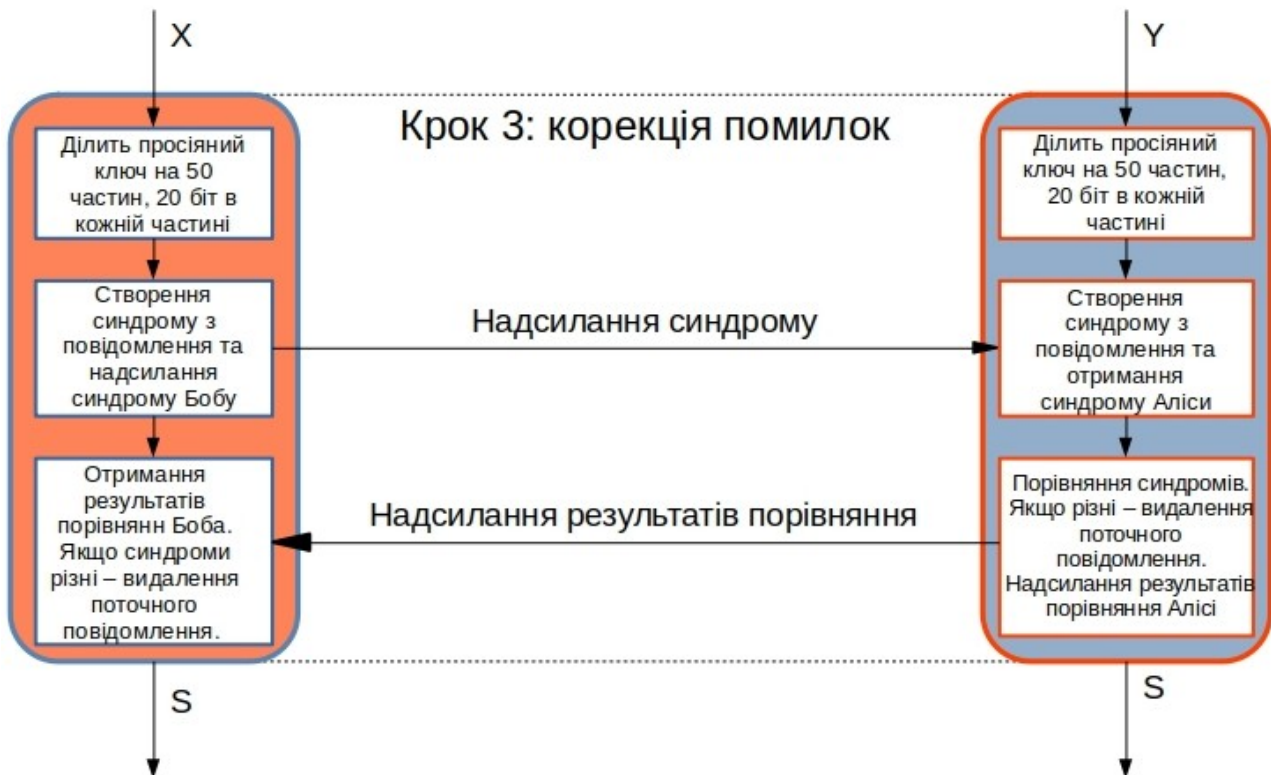 X
Y
Крок 3: корекція помилок
Ділить просіяний
ключ на 50
частин, 20 біт в
кожній частині
Ділить просіяний
ключ на 50 частин,
20 біт в кожній
частині
Створення
синдрому з
повідомлення та
надсилання
синдрому Бобу
Надсилання синдрому
Створення
синдрому з
повідомлення та
отримання
синдрому Аліси
Отримання
результатів
порівнянн Боба.
Якщо синдроми
різні – видалення
поточного
повідомлення.
Надсилання результатів порівняння
Порівняння синдромів.
Якщо різні – видалення
поточного
повідомлення.
Надсилання результатів
порівняння Алісі
S
S